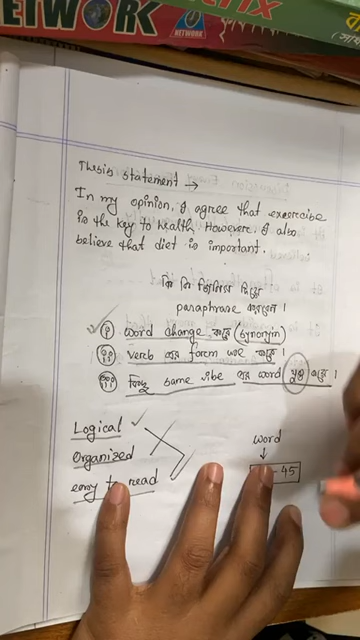 NETWORK
NETWORK
Thesis statement →
In my opinion, I agree that exercise
is the key to health. However, I also
believe that diet is important.
কি কি জিনিস দিয়ে
paraphrase করবেন ।
(i) word change করে (synonym)
(ii) verb এর form use করে ।
(iii) কিছু same vibe এর word যুক্ত করে ।
Logical
Organized
easy to read
word
↓
- 45